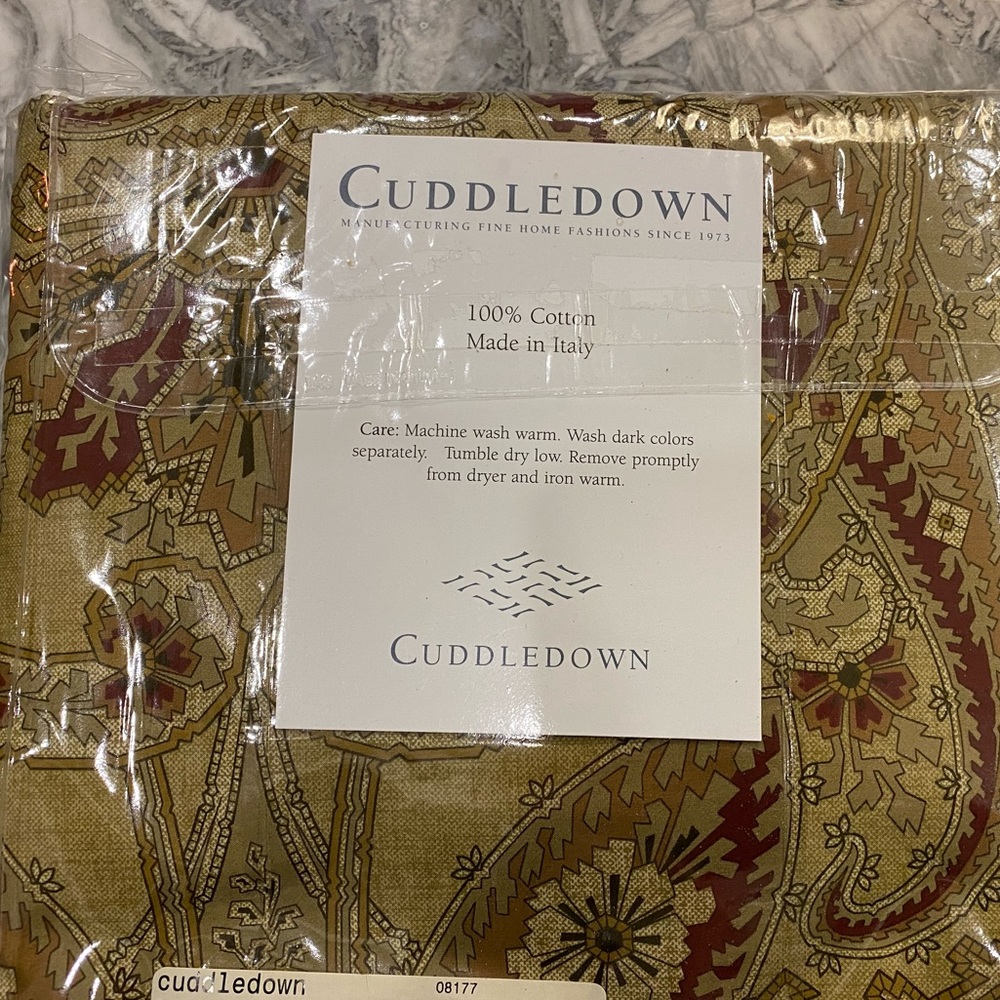 CUDDLEDOWN
MANUFACTURING FINE HOME FASHIONS SINCE 1973
100% Cotton
Made in Italy
Care: Machine wash warm. Wash dark colors
separately. Tumble dry low. Remove promptly
from dryer and iron warm.
CUDDLEDOWN
cuddledown 08177